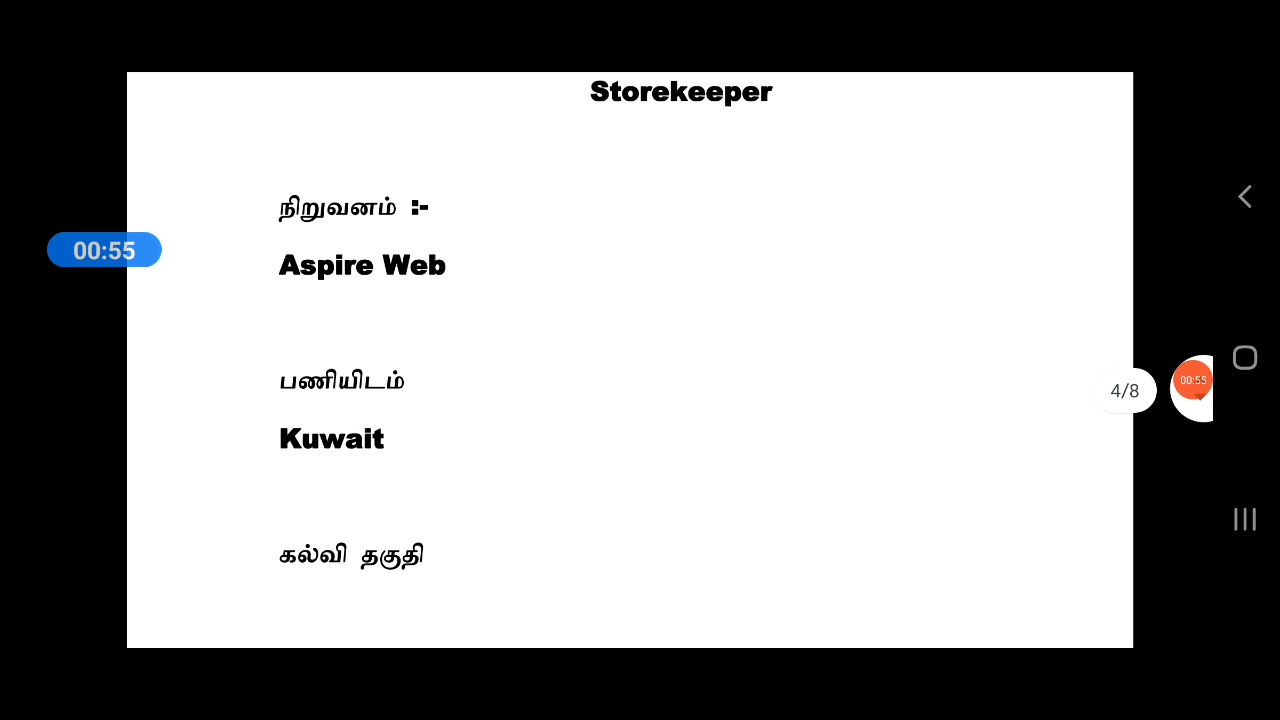 Storekeeper
நிறுவனம் :-
00:55
Aspire Web
பணியிடம்
4/8
00:55
Kuwait
கல்வி தகுதி